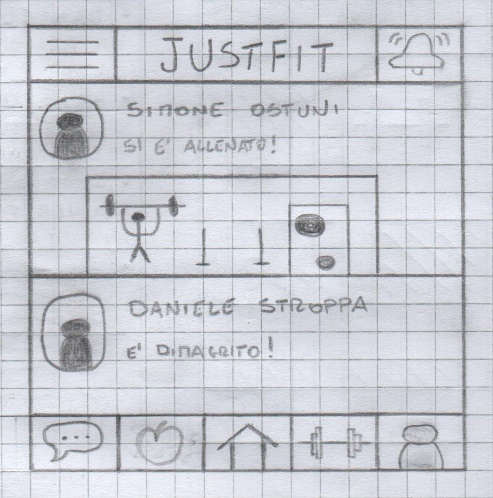 JUSTFIT
SIMONE OSTUNI
SI E' ALLENATO!
DANIELE STROPPA
E' DIMAGRITO!